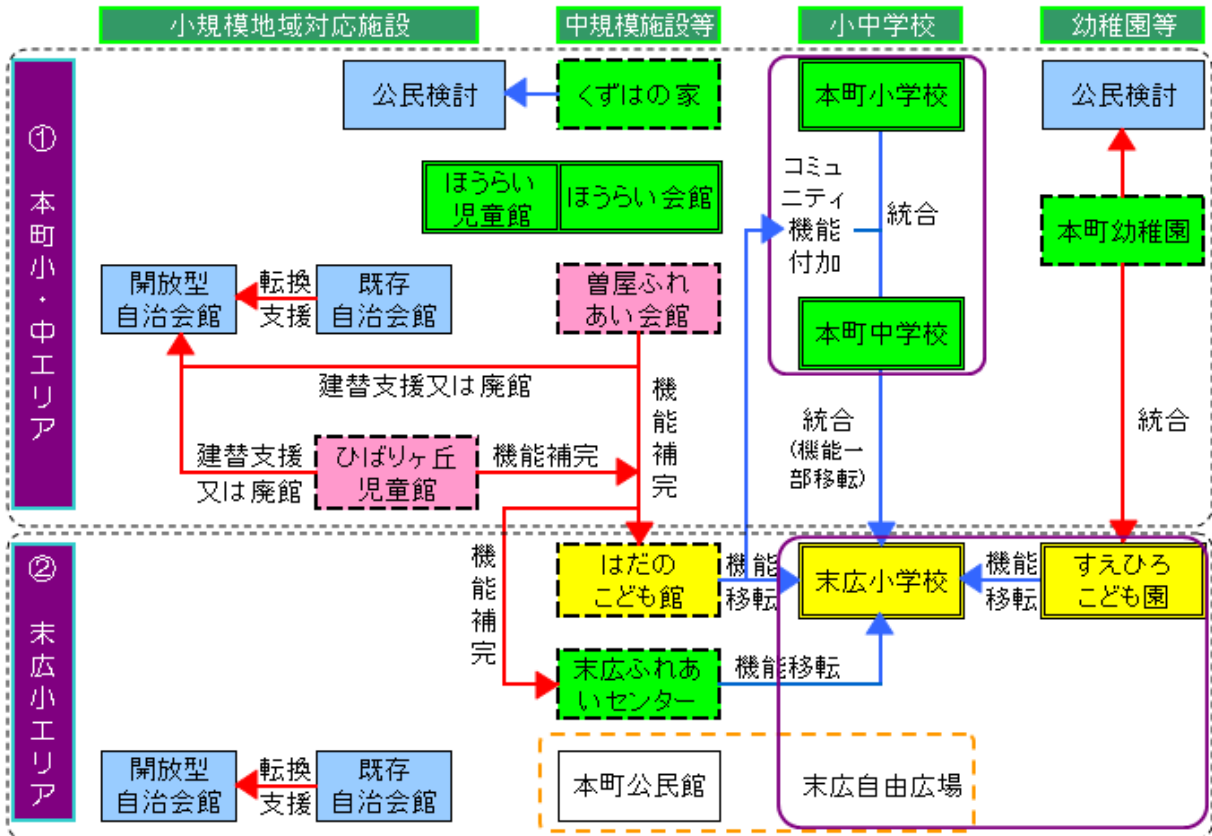 小規模地域対応施設
中規模施設等
小中学校
幼稚園等
①
本町小・中エリア
公民検討
くずはの家
本町小学校
公民検討
ほうらい
児童館
ほうらい会館
コミュ
ニティ
機能
付加
統合
本町幼稚園
開放型
自治会館
転換
支援
既存
自治会館
曽屋ふれ
あい会館
本町中学校
建替支援又は廃館
機能補完
建替支援
又は廃館
ひばりヶ丘
児童館
機能補完
統合
(機能一
部移転)
統合
②
末広小エリア
機能補完
はだの
こども館
機能
移転
末広小学校
機能
移転
すえひろ
こども園
末広ふれあ
いセンター
機能移転
開放型
自治会館
転換
支援
既存
自治会館
本町公民館
末広自由広場